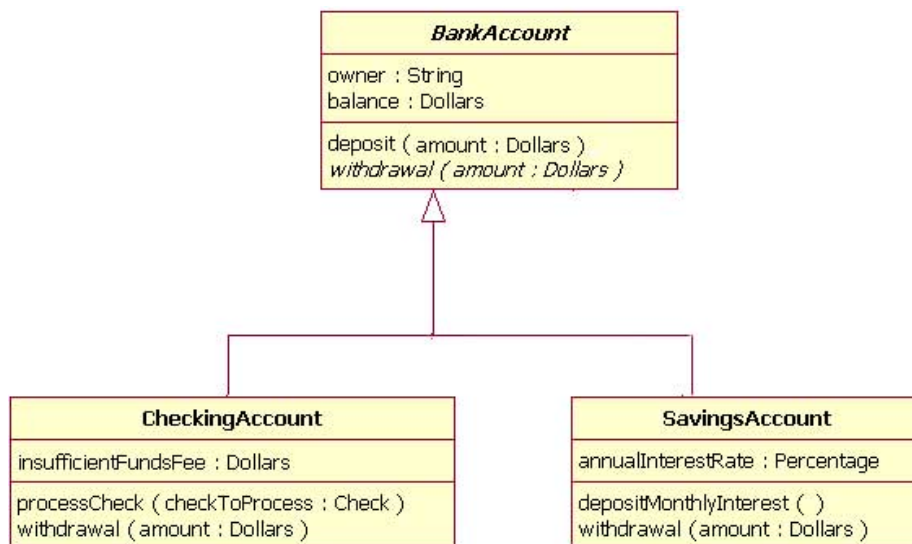 BankAccount
owner : String
balance : Dollars
deposit ( amount : Dollars )
withdrawal ( amount : Dollars )
CheckingAccount
insufficientFundsFee : Dollars
processCheck ( checkToProcess : Check )
withdrawal ( amount : Dollars )
SavingsAccount
annualInterestRate : Percentage
depositMonthlyInterest ( )
withdrawal ( amount : Dollars )